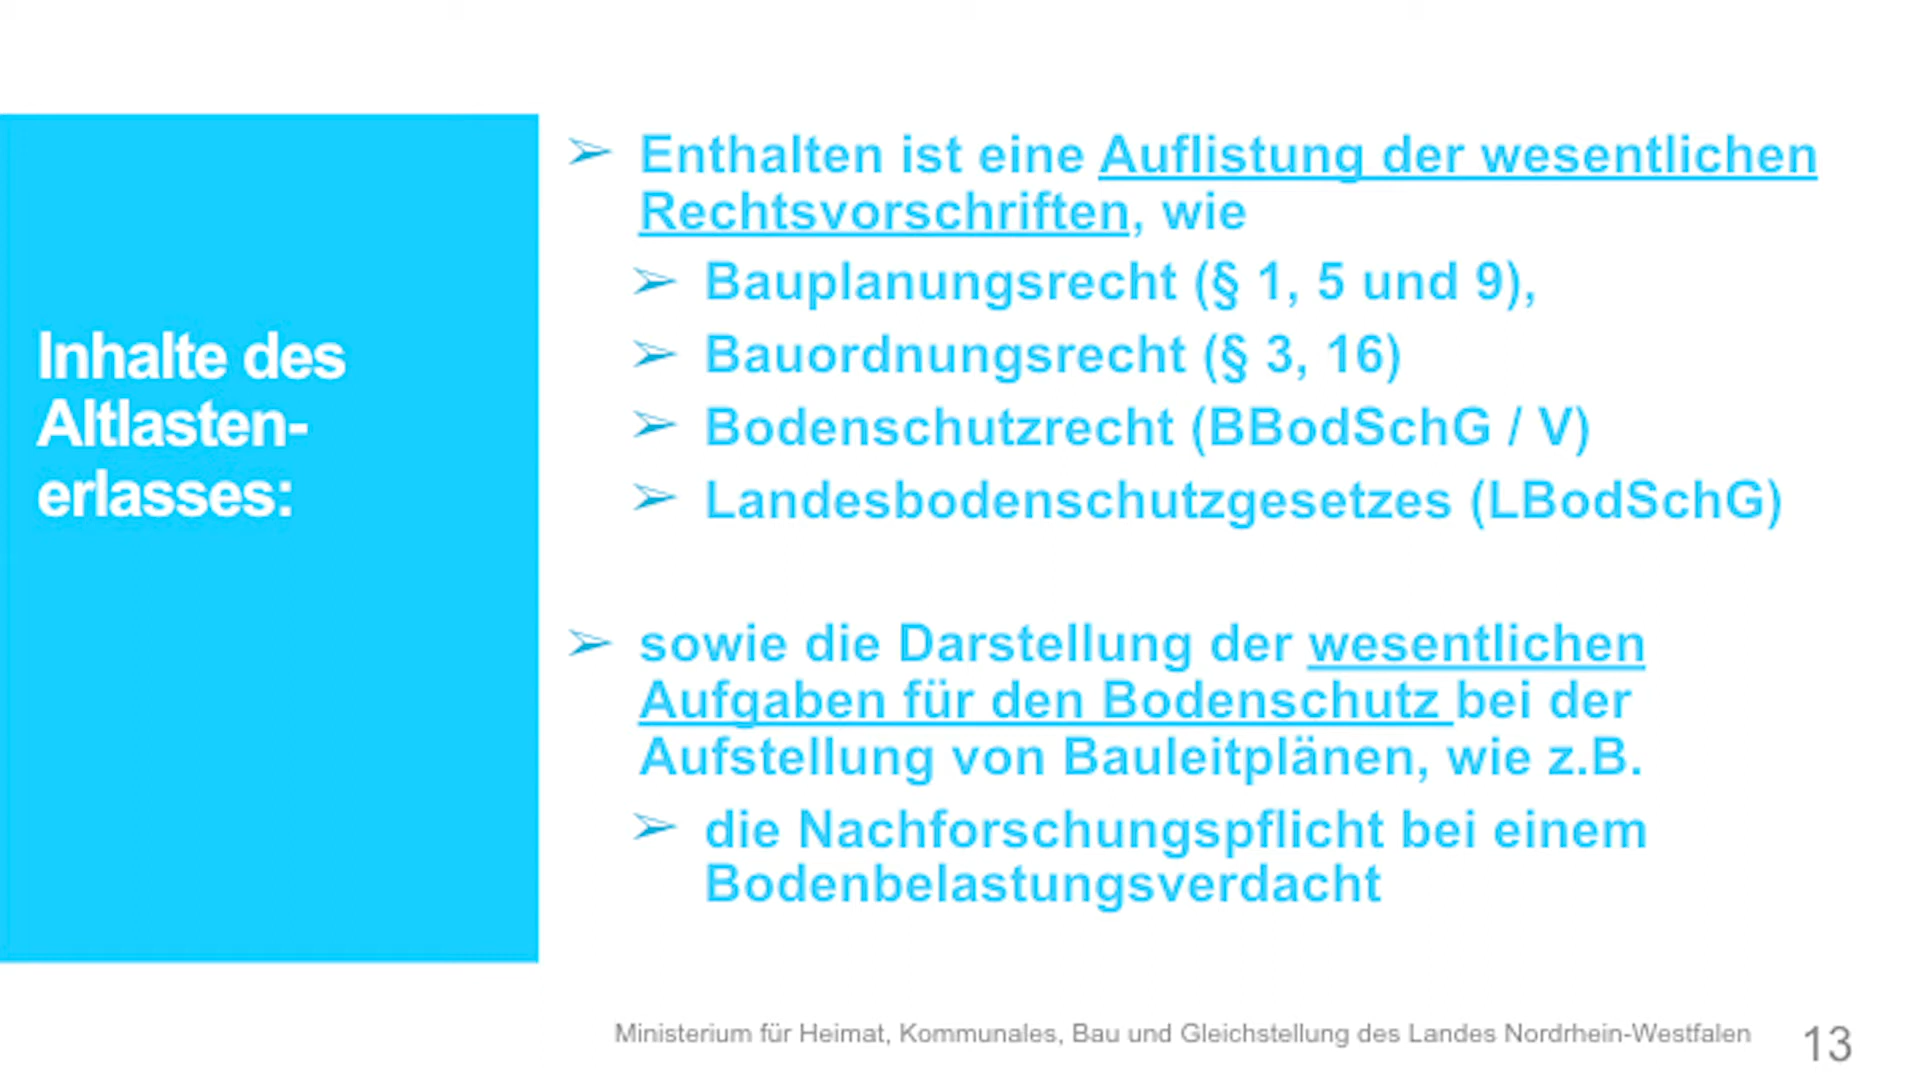 Inhalte des
Altlasten-
erlasses:
➢ Enthalten ist eine Auflistung der wesentlichen
Rechtsvorschriften, wie
➢ Bauplanungsrecht (§ 1, 5 und 9),
➢ Bauordnungsrecht (§ 3, 16)
➢ Bodenschutzrecht (BBodSchG / V)
➢ Landesbodenschutzgesetzes (LBodSchG)
➢ sowie die Darstellung der wesentlichen
Aufgaben für den Bodenschutz bei der
Aufstellung von Bauleitplänen, wie z.B.
➢ die Nachforschungspflicht bei einem
Bodenbelastungsverdacht
Ministerium für Heimat, Kommunales, Bau und Gleichstellung des Landes Nordrhein-Westfalen 13